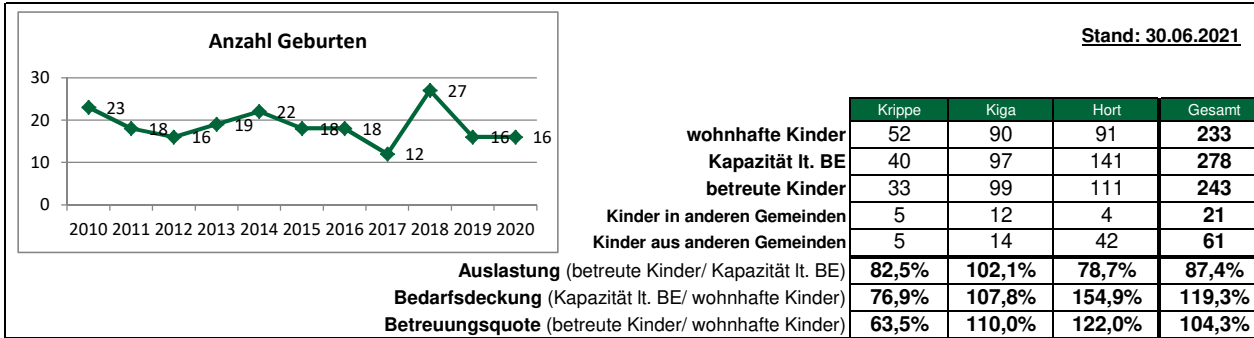 Anzahl Geburten
Stand: 30.06.2021
30
20
10
0
23
18
16
19
22
18
18
12
27
16
16
2010 2011 2012 2013 2014 2015 2016 2017 2018 2019 2020
Krippe Kiga Hort Gesamt
wohnhafte Kinder 52 90 91 233
Kapazität lt. BE 40 97 141 278
betreute Kinder 33 99 111 243
Kinder in anderen Gemeinden 5 12 4 21
Kinder aus anderen Gemeinden 5 14 42 61
Auslastung (betreute Kinder/ Kapazität lt. BE) 82,5% 102,1% 78,7% 87,4%
Bedarfsdeckung (Kapazität lt. BE/ wohnhafte Kinder) 76,9% 107,8% 154,9% 119,3%
Betreuungsquote (betreute Kinder/ wohnhafte Kinder) 63,5% 110,0% 122,0% 104,3%